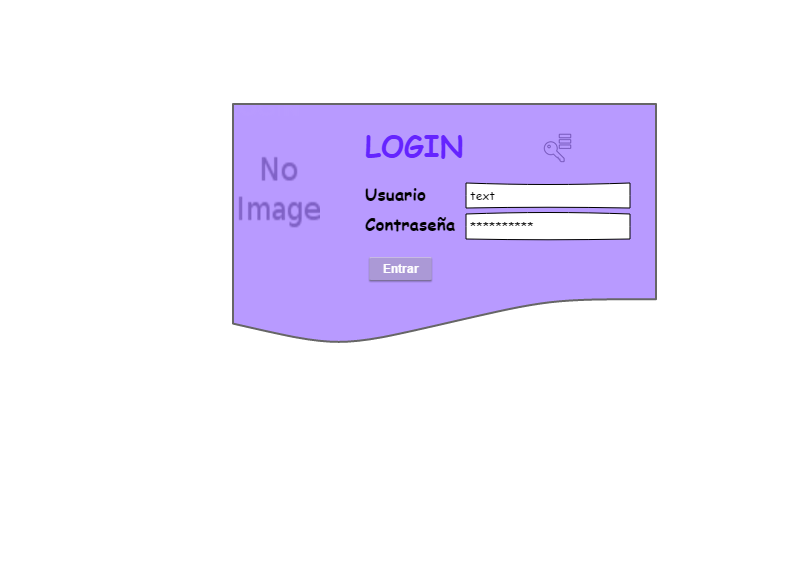 LOGIN
No
Image
Usuario
text
Contraseña
**********
Entrar